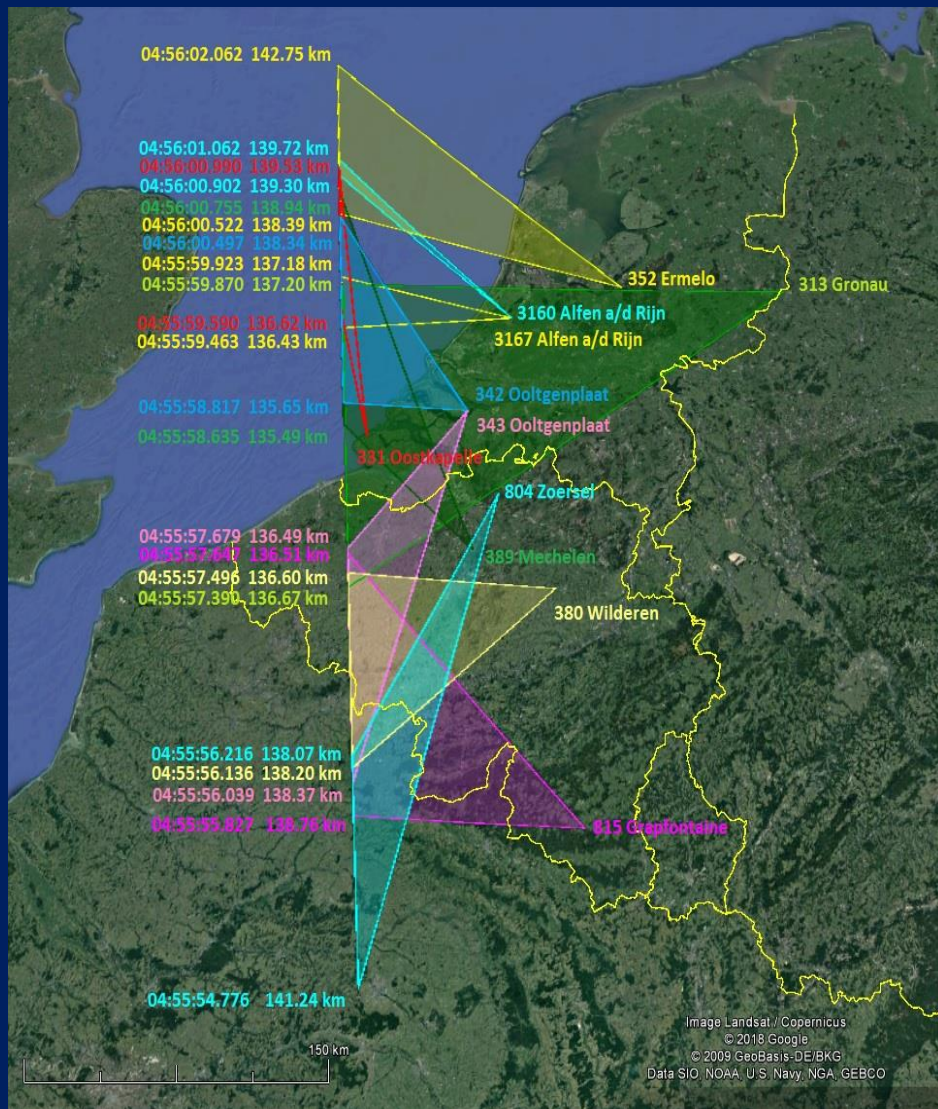 04:56:02.062 142.75 km
04:56:01.062 139.72 km
04:56:00.990 139.53 km
04:56:00.902 139.30 km
04:56:00.755 138.94 km
04:56:00.522 138.39 km
04:56:00.497 138.34 km
04:55:59.923 137.18 km
04:55:59.870 137.20 km
04:55:59.590 136.62 km
04:55:59.463 136.43 km
04:55:58.817 135.65 km
04:55:58.635 135.49 km
04:55:57.679 136.49 km
04:55:57.647 136.51 km
04:55:57.496 136.60 km
04:55:57.390 136.67 km
04:55:56.216 138.07 km
04:55:56.136 138.20 km
04:55:56.039 138.37 km
04:55:55.827 138.76 km
04:55:54.776 141.24 km
352 Ermelo
313 Gronau
3160 Alfen a/d Rijn
3167 Alfen a/d Rijn
342 Ooltgenplaat
343 Ooltgenplaat
331 Oostkapelle
804 Zoersel
389 Mechelen
380 Wilderen
815 Grapfontaine
150 km
Image Landsat / Copernicus
© 2018 Google
© 2009 GeoBasis-DE/BKG
Data SIO, NOAA, U.S. Navy, NGA, GEBCO